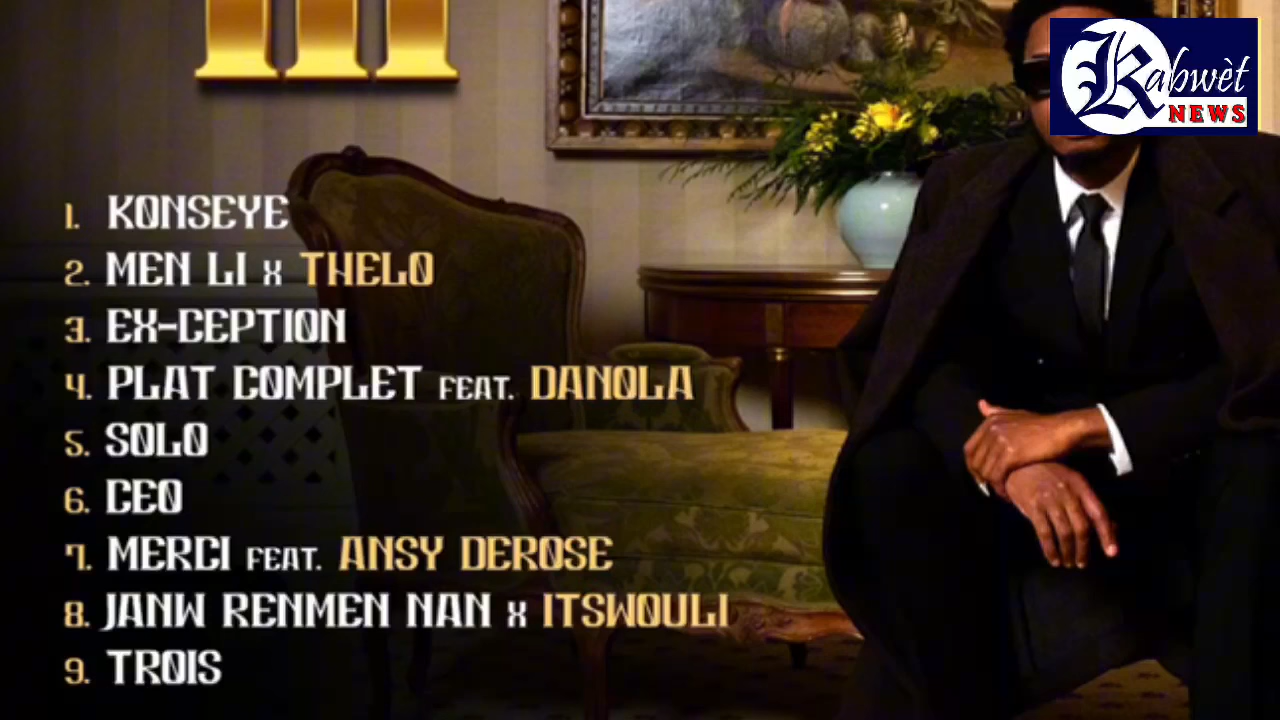 III
Kabwèt
NEWS
1. KONSEYE
2. MEN LI x THELO
3. EX-CEPTION
4. PLAT COMPLET FEAT. DANOLA
5. SOLO
6. CEO
7. MERCI FEAT. ANSY DEROSE
8. JANW RENMEN NAN x ITSWOULI
9. TROIS